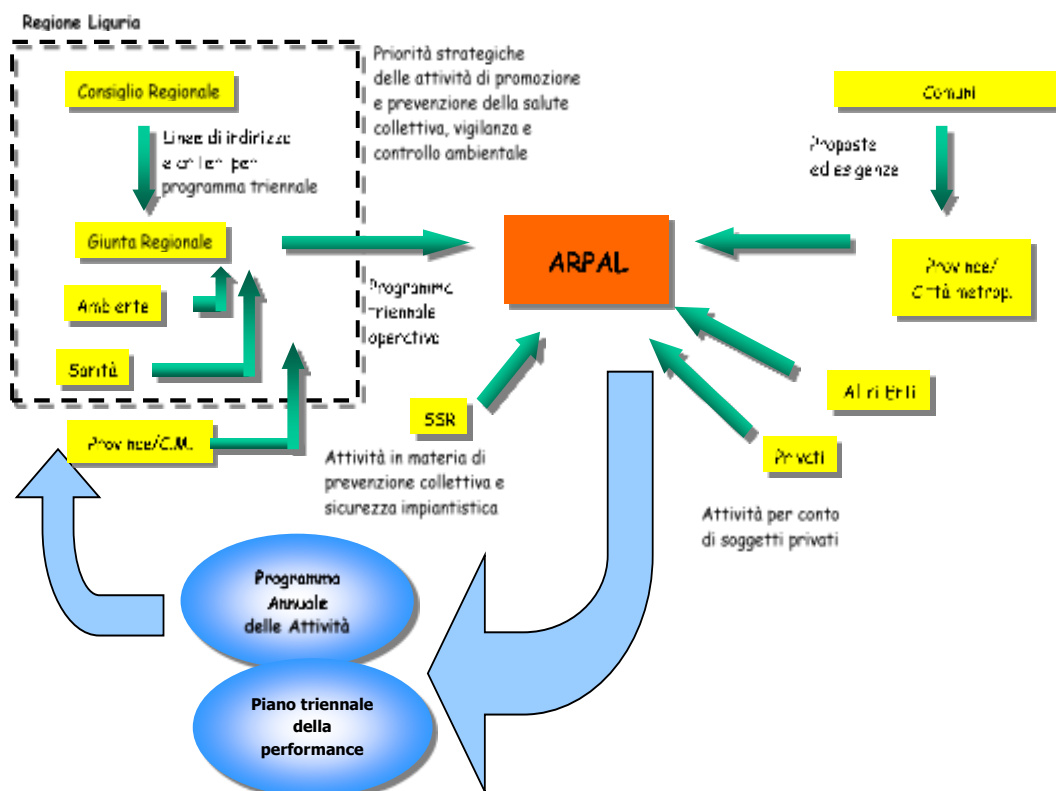 Regione Liguria
Consiglio Regionale
Linee di indirizzo
e criteri per
programma triennale
Giunta Regionale
Ambiente
Sanità
Province/C.M.
Priorità strategiche
delle attività di promozione
e prevenzione della salute
collettiva, vigilanza e
controllo ambientale
Programma
triennale
operativo
ARPAL
Comuni
Proposte
ed esigenze
Province/
Città metrop.
SSR
Attività in materia di
prevenzione collettiva e
sicurezza impiantistica
Altri Enti
Privati
Attività per conto
di soggetti privati
Programma
Annuale
delle Attività
Piano triennale
della
performance